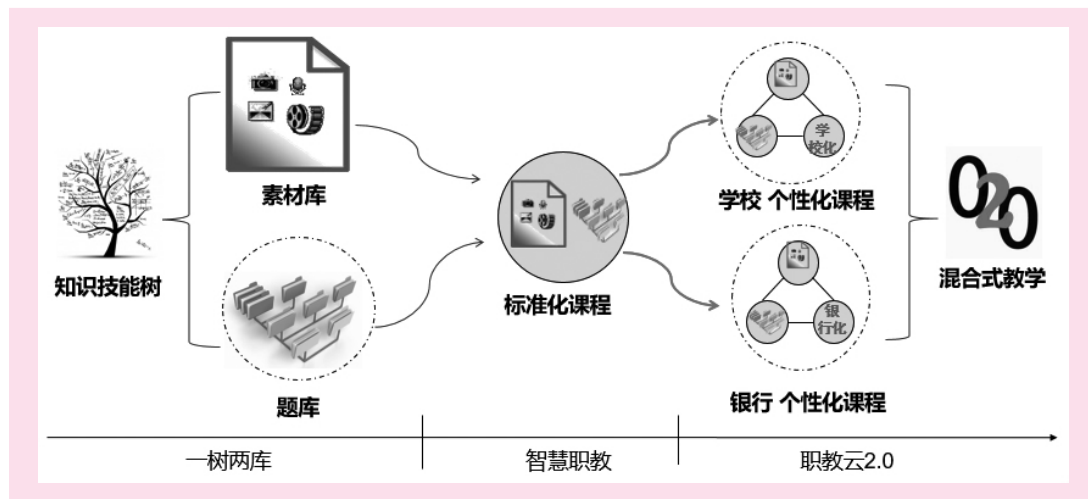 素材库
知识技能树
题库
标准化课程
学
校化
学校 个性化课程
银
行化
银行 个性化课程
O2O
混合式教学
一树两库
智慧职教
职教云2.0